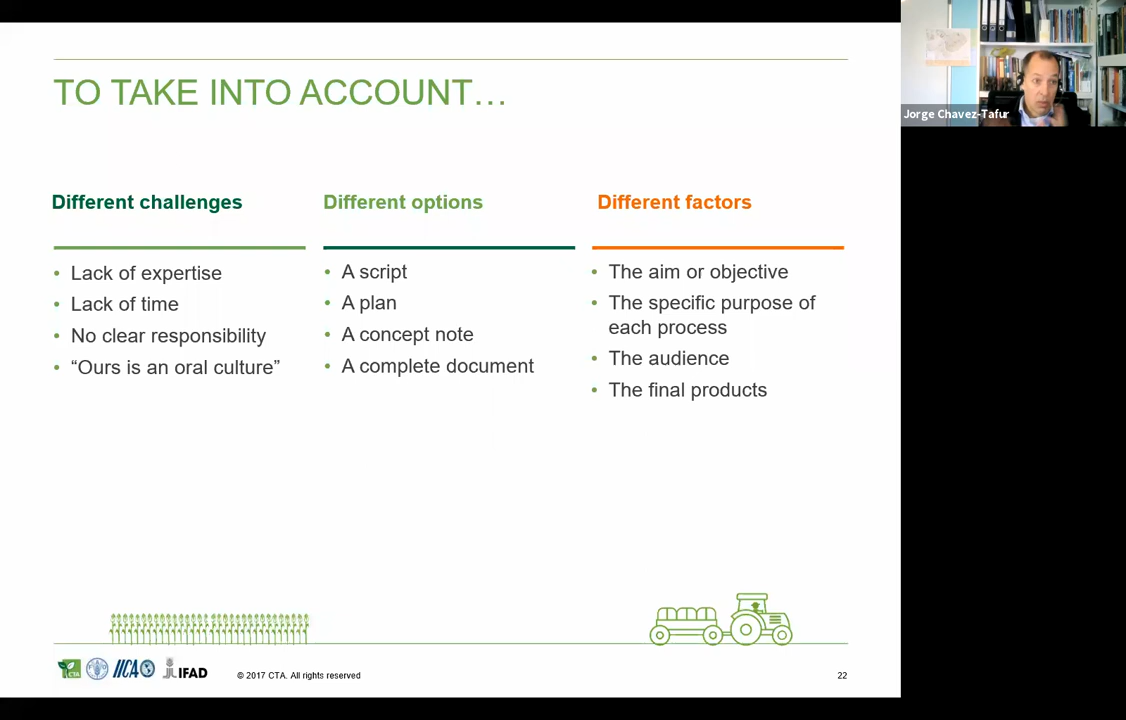 TO TAKE INTO ACCOUNT…
Jorge Chavez-Tafur
Different challenges
• Lack of expertise
• Lack of time
• No clear responsibility
• “Ours is an oral culture”
Different options
• A script
• A plan
• A concept note
• A complete document
Different factors
• The aim or objective
• The specific purpose of
each process
• The audience
• The final products
CTA
IICA
IFAD
© 2017 CTA. All rights reserved
22